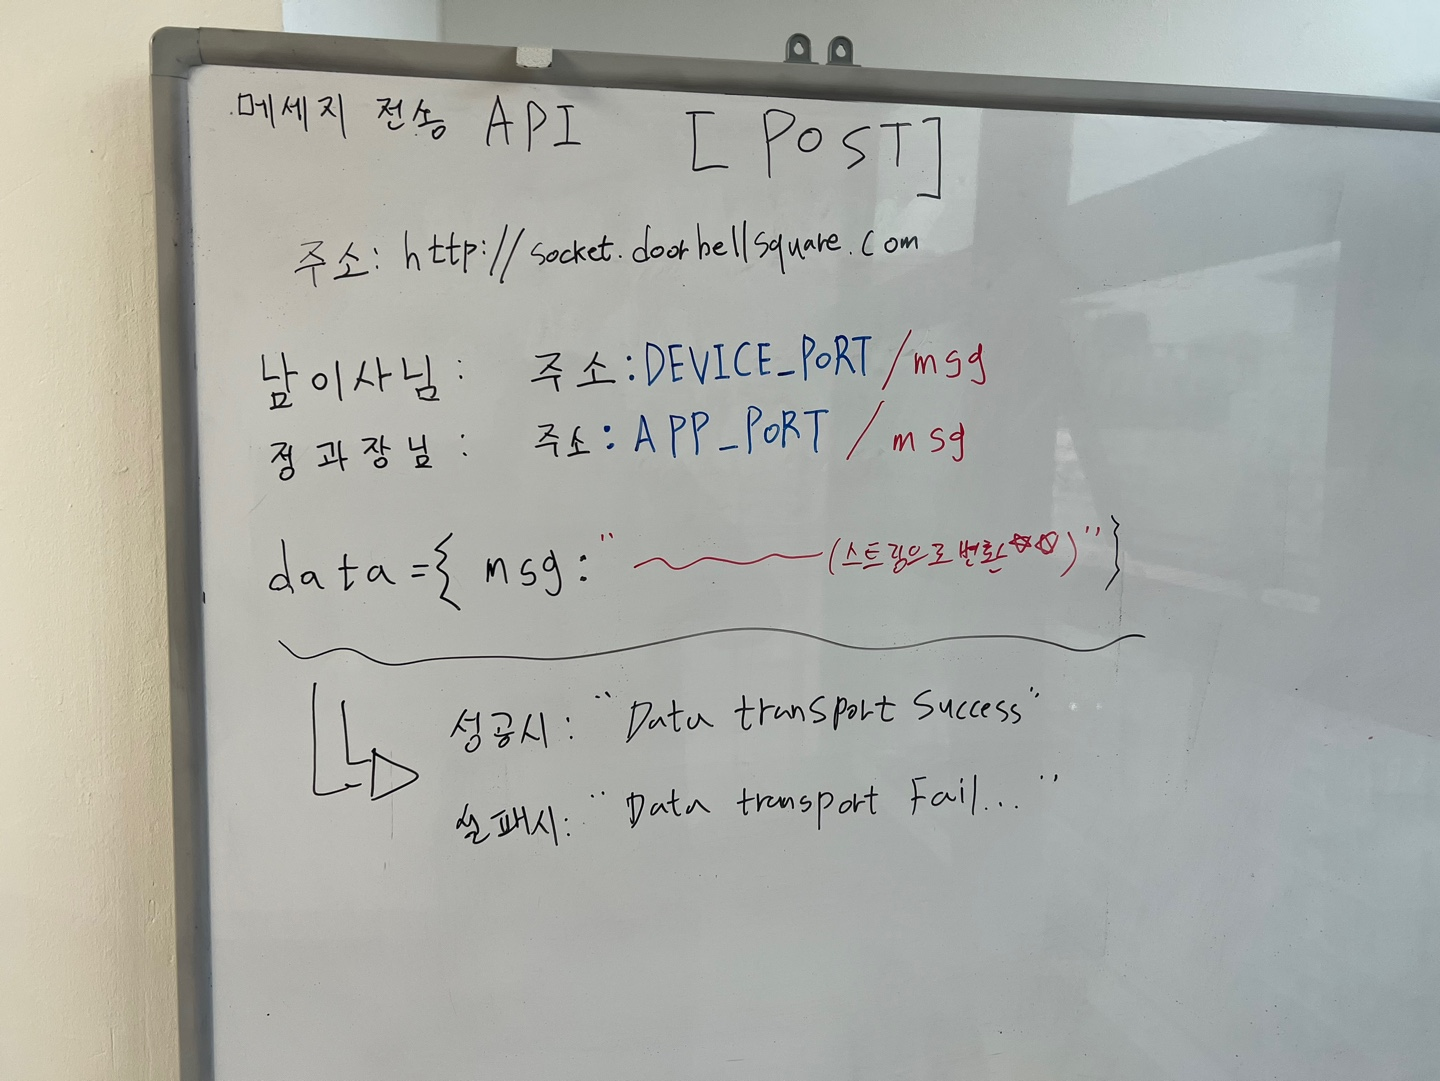 메세지 전송 API [POST]
주소: http://socket.doorbellsquare.com
남이사님: 주소:DEVICE_PORT/msg
정과장님: 주소:APP_PORT/msg
data={ msg:" (스트링으로 변환☆☆)"}
성공시: "Data transport Success"
실패시: "Data transport Fail..."